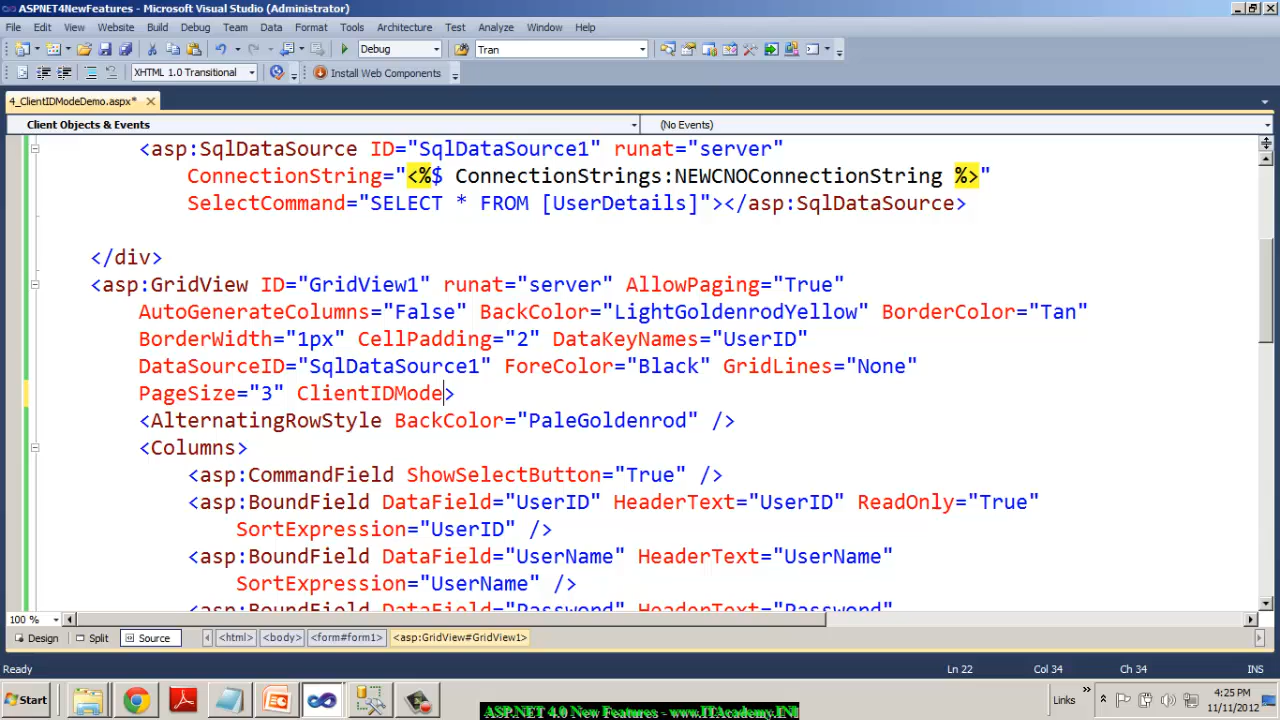 ASPNET4NewFeatures - Microsoft Visual Studio (Administrator)
File Edit View Website Build Debug Team Data Format Tools Architecture Test Analyze Window Help
Debug Tran
XHTML 1.0 Transitional Install Web Components
4_ClientIDModeDemo.aspx*
Client Objects & Events (No Events)
<asp:SqlDataSource ID="SqlDataSource1" runat="server"
ConnectionString="<%$ ConnectionStrings:NEWCNOConnectionString %>"
SelectCommand="SELECT * FROM [UserDetails]"></asp:SqlDataSource>
</div>
<asp:GridView ID="GridView1" runat="server" AllowPaging="True"
AutoGenerateColumns="False" BackColor="LightGoldenrodYellow" BorderColor="Tan"
BorderWidth="1px" CellPadding="2" DataKeyNames="UserID"
DataSourceID="SqlDataSource1" ForeColor="Black" GridLines="None"
PageSize="3" ClientIDMode>
<AlternatingRowStyle BackColor="PaleGoldenrod" />
<Columns>
<asp:CommandField ShowSelectButton="True" />
<asp:BoundField DataField="UserID" HeaderText="UserID" ReadOnly="True"
SortExpression="UserID" />
<asp:BoundField DataField="UserName" HeaderText="UserName"
SortExpression="UserName" />
<asp:BoundField DataField="Password" HeaderText="Password"
100 %
Design Split Source <html> <body> <form#form1> <asp:GridView#GridView1>
Ready Ln 22 Col 34 Ch 34 INS
Start Links 4:25 PM
11/11/2012
ASP.NET 4.0 New Features - www.ITAcademy.INI